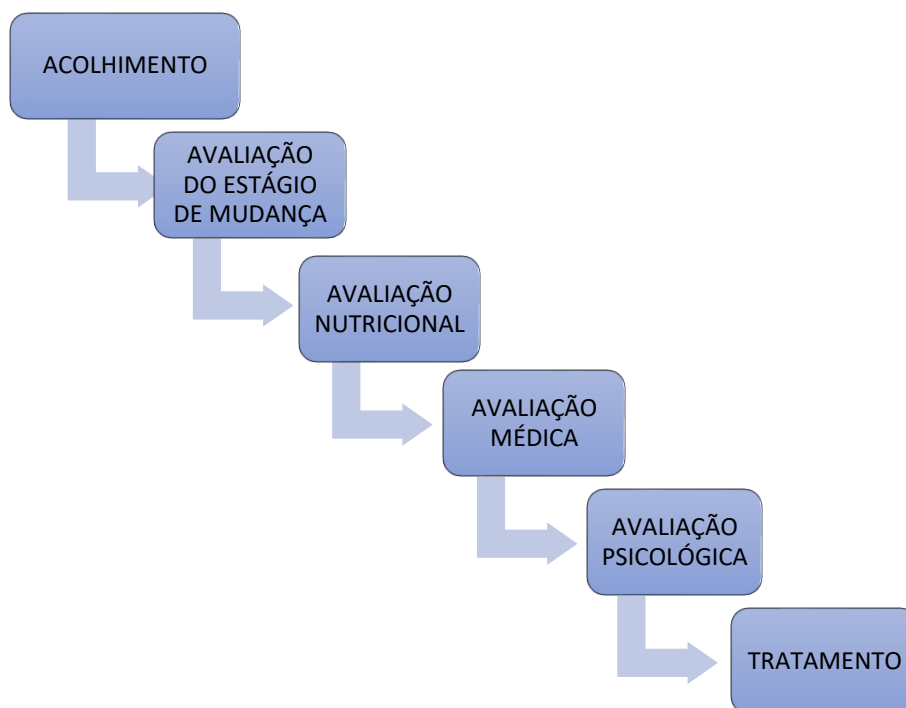 ACOLHIMENTO
AVALIAÇÃO
DO ESTÁGIO
DE MUDANÇA
AVALIAÇÃO
NUTRICIONAL
AVALIAÇÃO
MÉDICA
AVALIAÇÃO
PSICOLÓGICA
TRATAMENTO